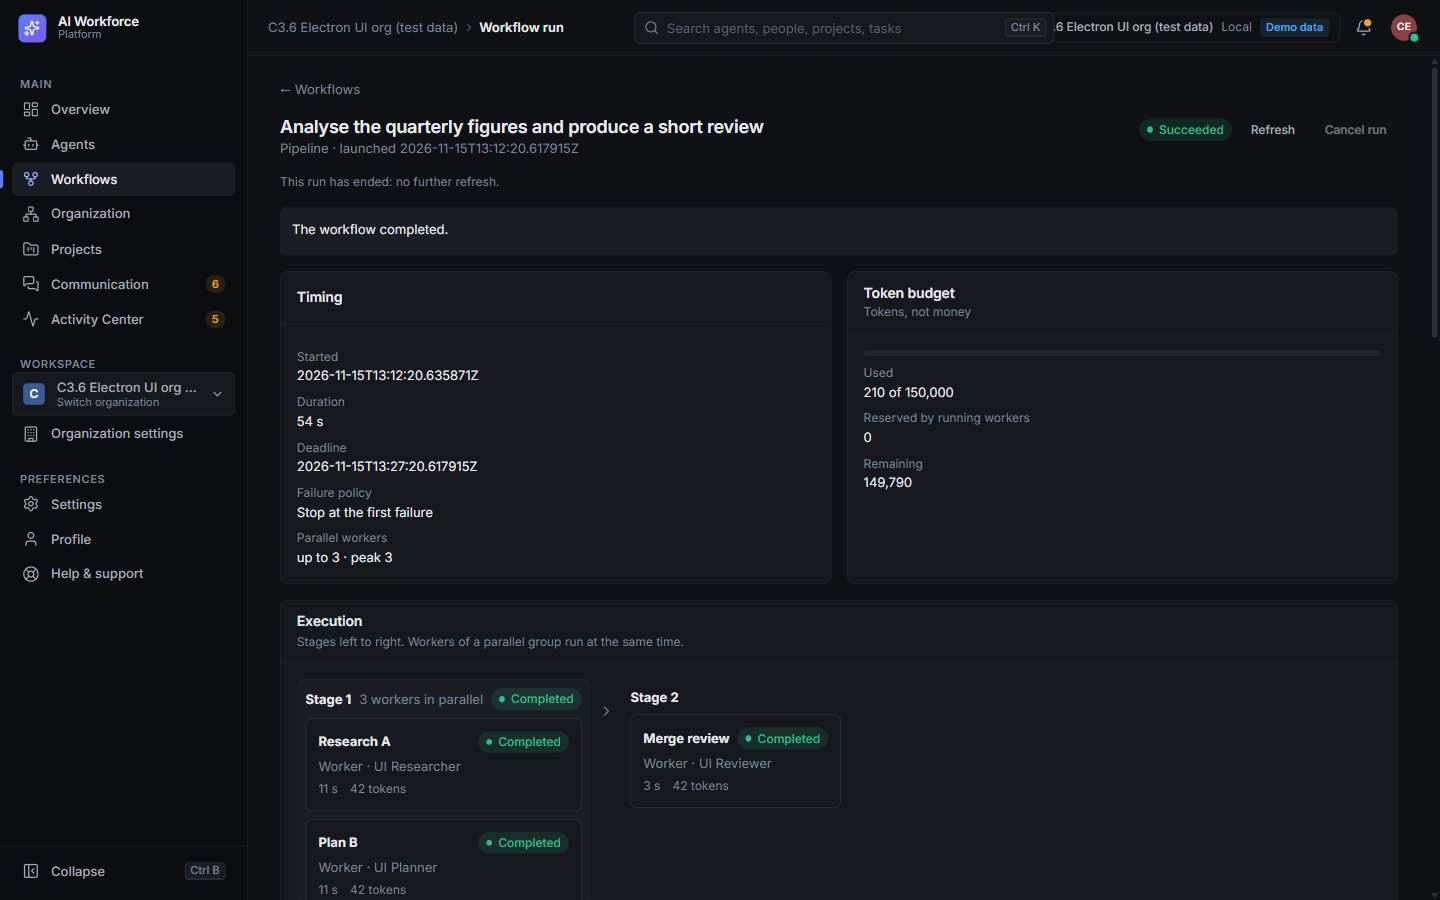 AI Workforce
Platform
MAIN
Overview
Agents
Workflows
Organization
Projects
Communication 6
Activity Center 5
WORKSPACE
C C3.6 Electron UI org ...
Switch organization
Organization settings
PREFERENCES
Settings
Profile
Help & support
Collapse Ctrl B
C3.6 Electron UI org (test data) › Workflow run
Search agents, people, projects, tasks Ctrl K
.6 Electron UI org (test data) Local Demo data
CE
← Workflows
Analyse the quarterly figures and produce a short review
Pipeline · launched 2026-11-15T13:12:20.617915Z
Succeeded Refresh Cancel run
This run has ended: no further refresh.
The workflow completed.
Timing
Started
2026-11-15T13:12:20.635871Z
Duration
54 s
Deadline
2026-11-15T13:27:20.617915Z
Failure policy
Stop at the first failure
Parallel workers
up to 3 · peak 3
Token budget
Tokens, not money
Used
210 of 150,000
Reserved by running workers
0
Remaining
149,790
Execution
Stages left to right. Workers of a parallel group run at the same time.
Stage 1 3 workers in parallel Completed
Research A Completed
Worker · UI Researcher
11 s 42 tokens
Plan B Completed
Worker · UI Planner
11 s 42 tokens
Stage 2
Merge review Completed
Worker · UI Reviewer
3 s 42 tokens